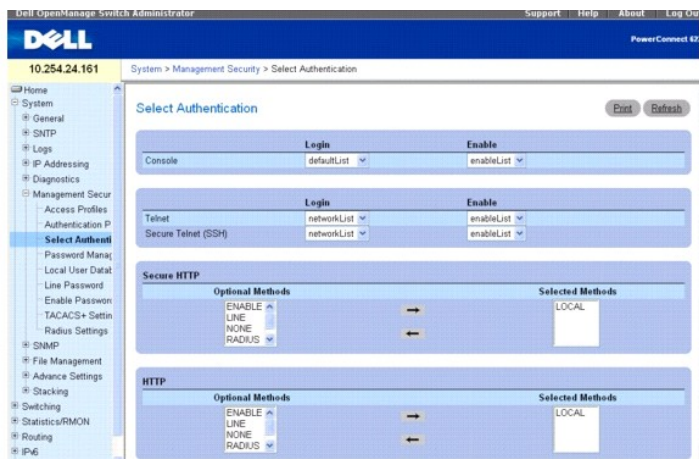 Dell OpenManage Switch Administrator
Support Help About Log Ou
DELL
PowerConnect 62
10.254.24.161
System > Management Security > Select Authentication
Home
System
General
SNTP
Logs
IP Addressing
Diagnostics
Management Secur
Access Profiles
Authentication P
Select Authenti
Password Manag
Local User Datab
Line Password
Enable Passwor
TACACS+ Settin
Radius Settings
SNMP
File Management
Advance Settings
Stacking
Switching
Statistics/RMON
Routing
IPv6
Select Authentication
Print Refresh
Login Enable
Console defaultList enableList
Login Enable
Telnet networkList enableList
Secure Telnet (SSH) networkList enableList
Secure HTTP
Optional Methods Selected Methods
ENABLE LOCAL
LINE
NONE
RADIUS
HTTP
Optional Methods Selected Methods
ENABLE LOCAL
LINE
NONE
RADIUS